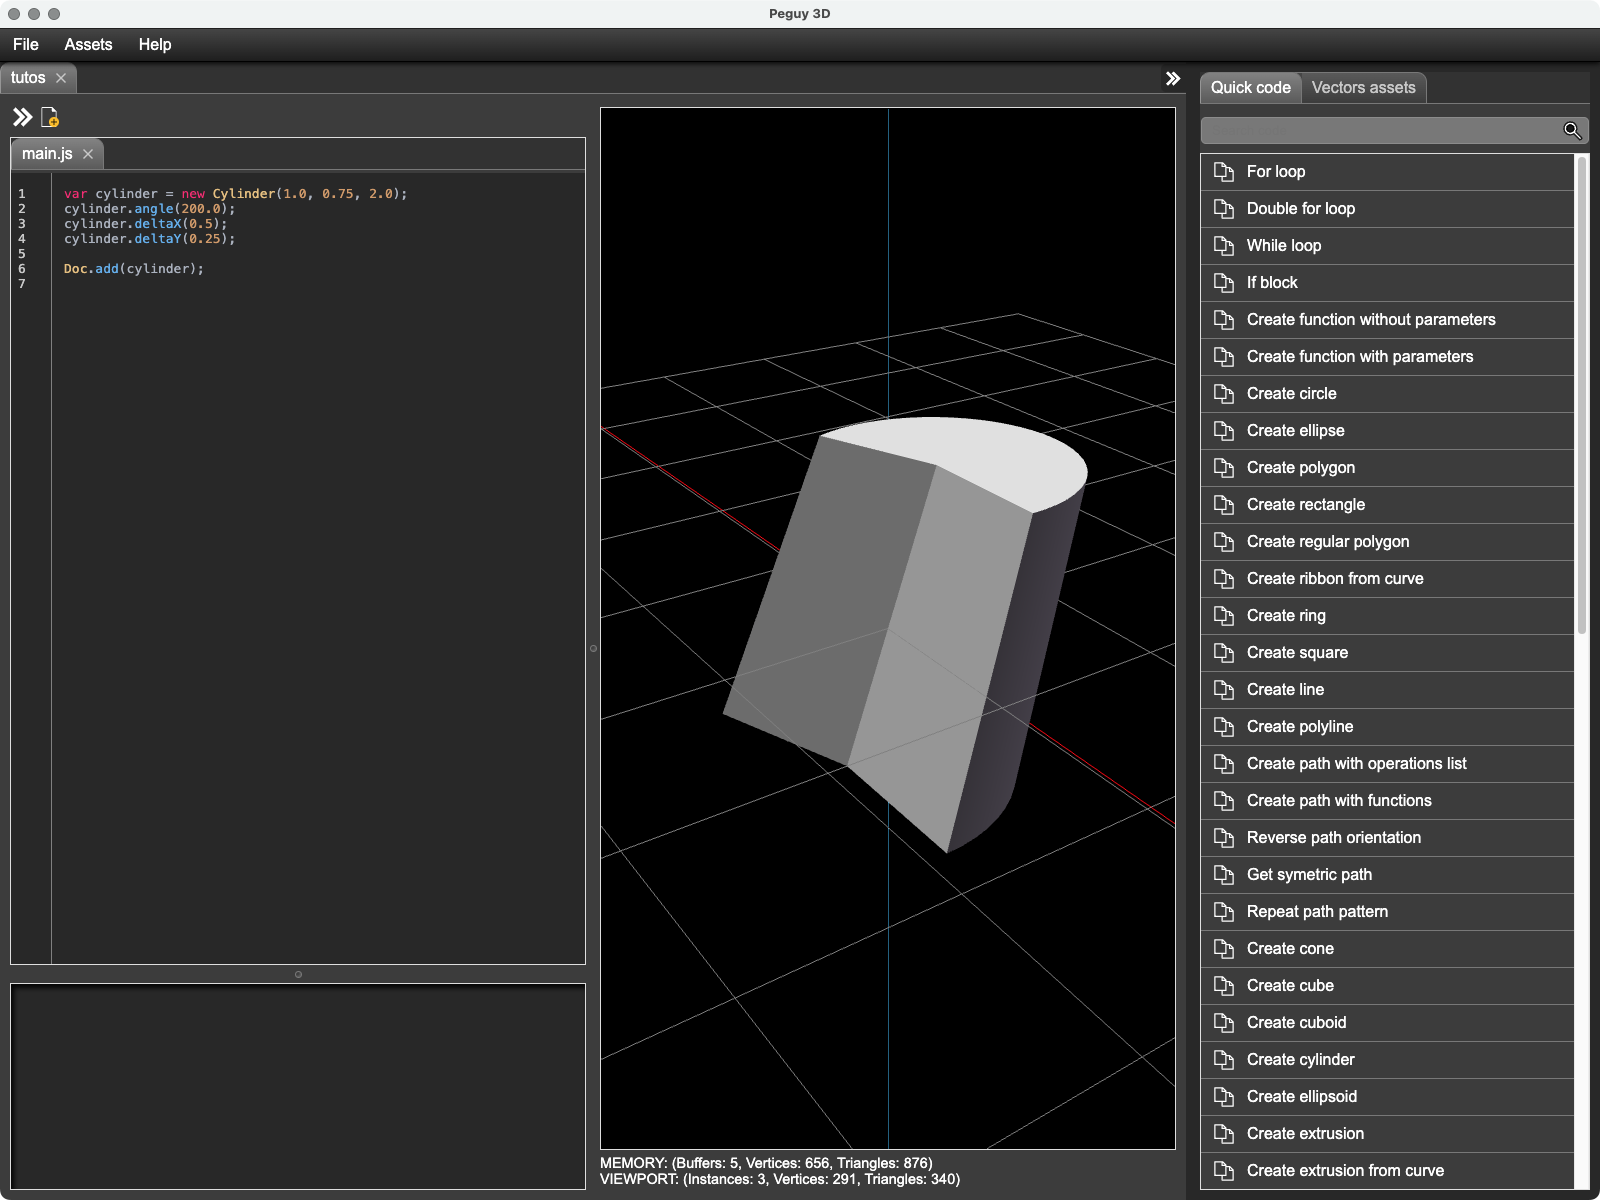 Peguy 3D
File Assets Help
tutos
main.js
1 var cylinder = new Cylinder(1.0, 0.75, 2.0);
2 cylinder.angle(200.0);
3 cylinder.deltaX(0.5);
4 cylinder.deltaY(0.25);
5
6 Doc.add(cylinder);
7
MEMORY: (Buffers: 5, Vertices: 656, Triangles: 876)
VIEWPORT: (Instances: 3, Vertices: 291, Triangles: 340)
Quick code Vectors assets
For loop
Double for loop
While loop
If block
Create function without parameters
Create function with parameters
Create circle
Create ellipse
Create polygon
Create rectangle
Create regular polygon
Create ribbon from curve
Create ring
Create square
Create line
Create polyline
Create path with operations list
Create path with functions
Reverse path orientation
Get symetric path
Repeat path pattern
Create cone
Create cube
Create cuboid
Create cylinder
Create ellipsoid
Create extrusion
Create extrusion from curve